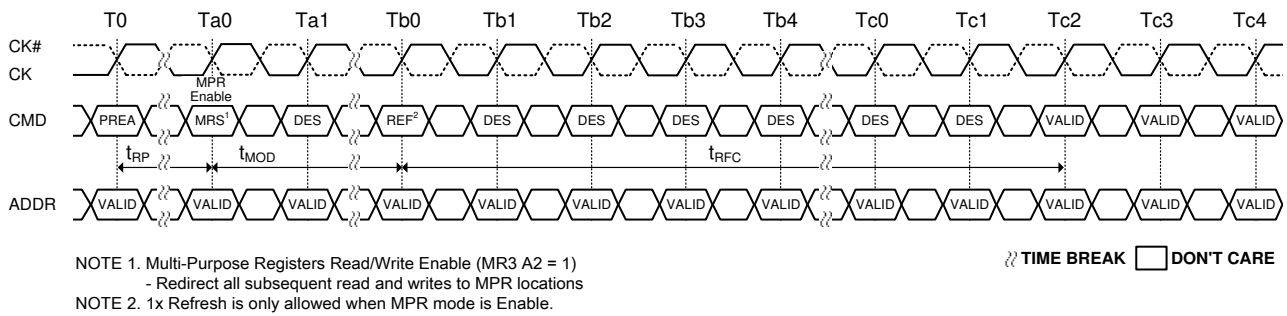 T0 Ta0 Ta1 Tb0 Tb1 Tb2 Tb3 Tb4 Tc0 Tc1 Tc2 Tc3 Tc4
CK#
CK
MPR
Enable
CMD PREA MRS1 DES REF2 DES DES DES DES DES DES VALID VALID VALID
tRP tMOD tRFC
ADDR VALID VALID VALID VALID VALID VALID VALID VALID VALID VALID VALID VALID VALID
NOTE 1. Multi-Purpose Registers Read/Write Enable (MR3 A2 = 1)
- Redirect all subsequent read and writes to MPR locations
NOTE 2. 1x Refresh is only allowed when MPR mode is Enable.
TIME BREAK DON'T CARE